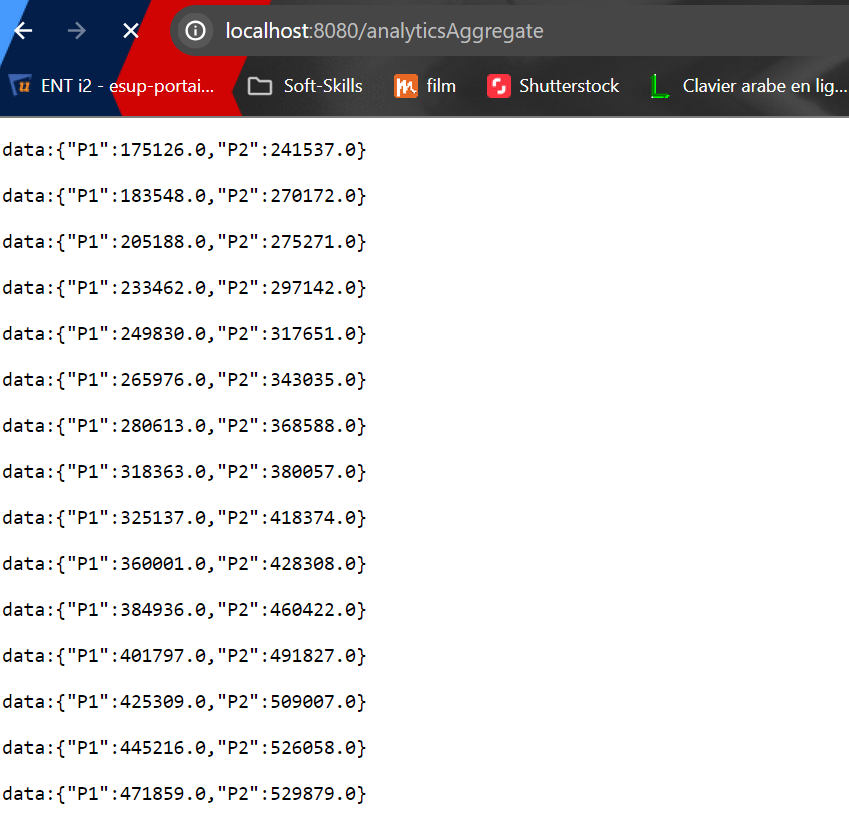 localhost:8080/analyticsAggregate
ENT i2 - esup-portai... Soft-Skills film Shutterstock Clavier arabe en lig...
data:{"P1":175126.0,"P2":241537.0}
data:{"P1":183548.0,"P2":270172.0}
data:{"P1":205188.0,"P2":275271.0}
data:{"P1":233462.0,"P2":297142.0}
data:{"P1":249830.0,"P2":317651.0}
data:{"P1":265976.0,"P2":343035.0}
data:{"P1":280613.0,"P2":368588.0}
data:{"P1":318363.0,"P2":380057.0}
data:{"P1":325137.0,"P2":418374.0}
data:{"P1":360001.0,"P2":428308.0}
data:{"P1":384936.0,"P2":460422.0}
data:{"P1":401797.0,"P2":491827.0}
data:{"P1":425309.0,"P2":509007.0}
data:{"P1":445216.0,"P2":526058.0}
data:{"P1":471859.0,"P2":529879.0}